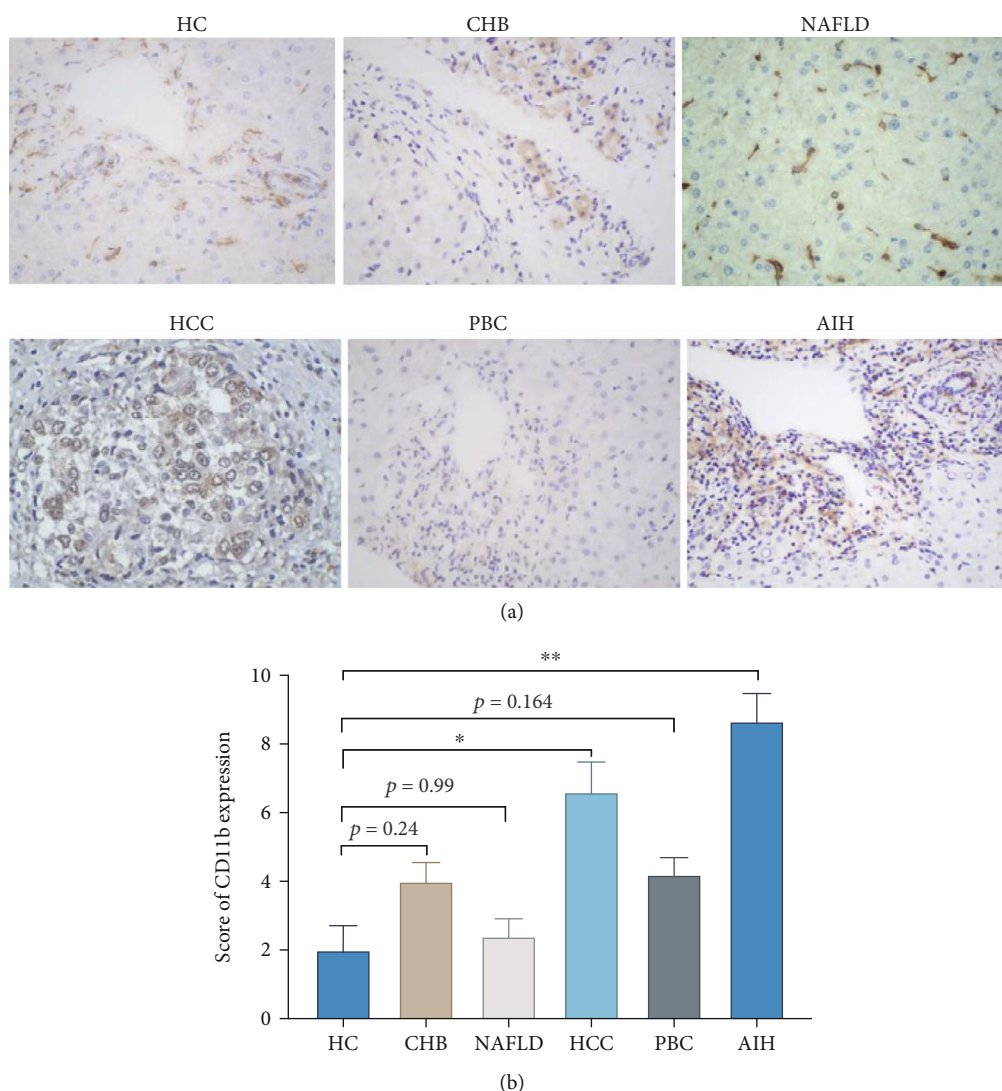 HC CHB NAFLD
HCC PBC AIH
(a)
**
p = 0.164
*
p = 0.99
p = 0.24
Score of CD11b expression
10
8
6
4
2
0
HC CHB NAFLD HCC PBC AIH
(b)